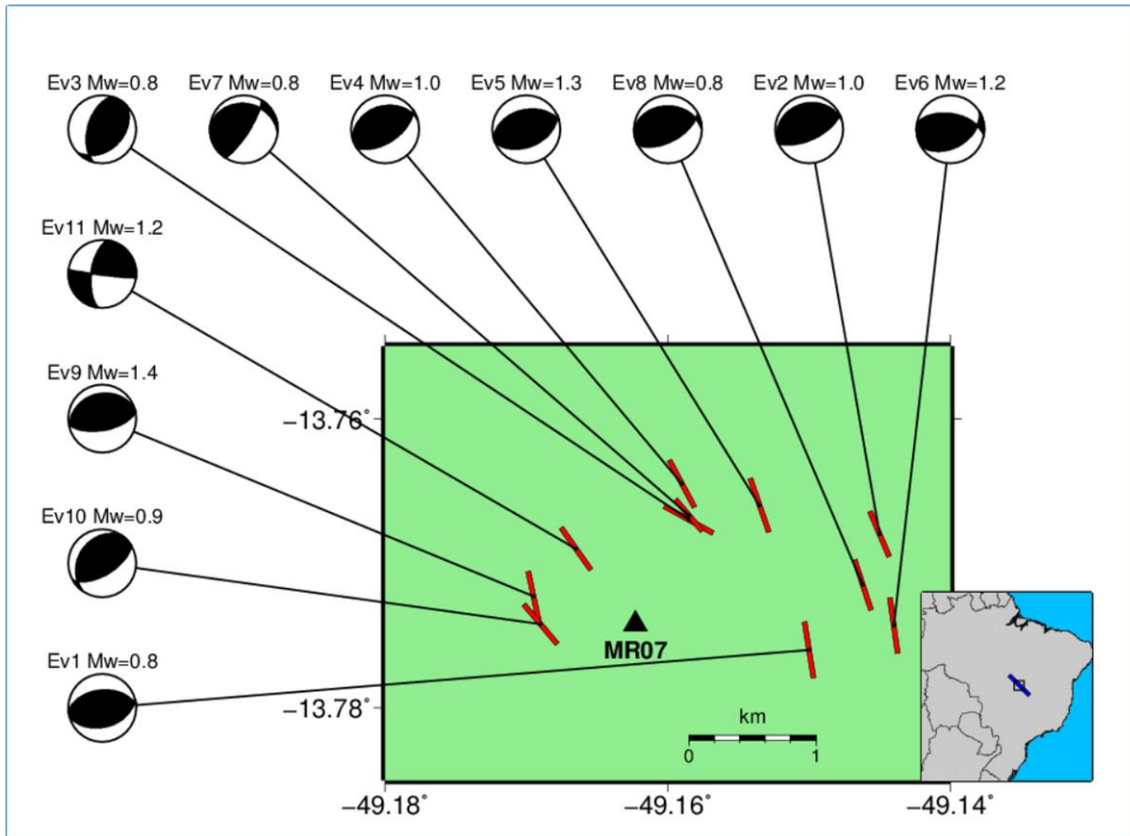 Ev3 Mw=0.8 Ev7 Mw=0.8 Ev4 Mw=1.0 Ev5 Mw=1.3 Ev8 Mw=0.8 Ev2 Mw=1.0 Ev6 Mw=1.2
Ev11 Mw=1.2
Ev9 Mw=1.4
−13.76˚
Ev10 Mw=0.9
MR07
Ev1 Mw=0.8
−13.78˚
km
0 1
−49.18˚ −49.16˚ −49.14˚